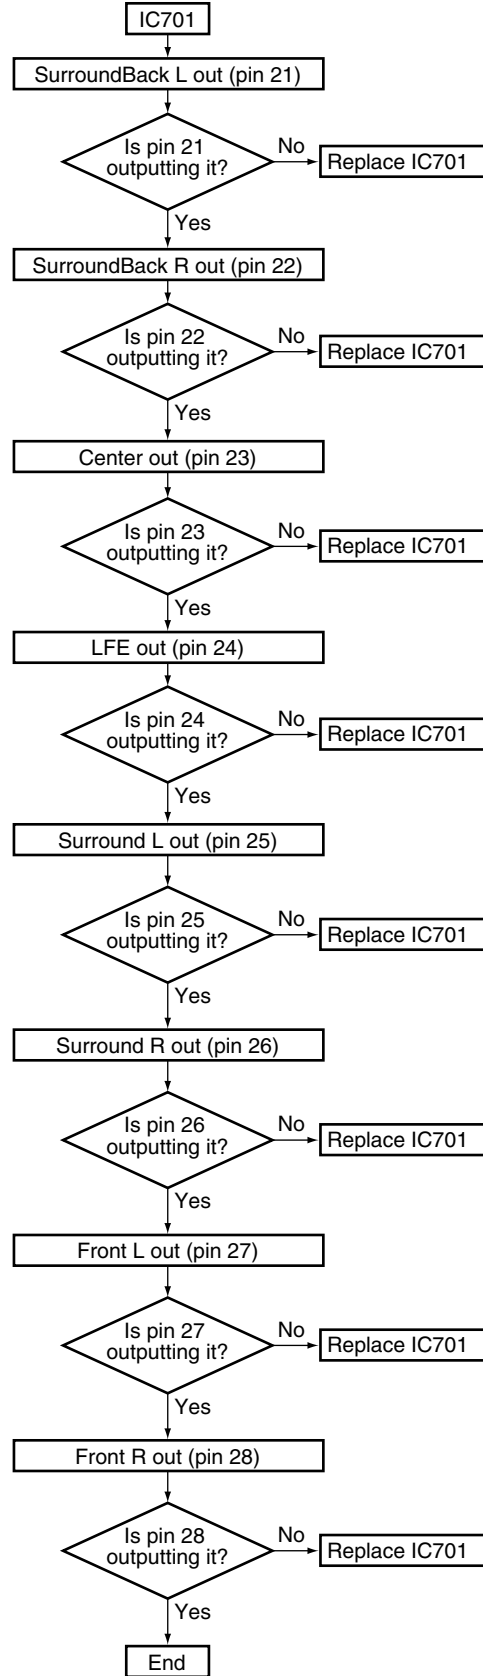 IC701
SurroundBack L out (pin 21)
Is pin 21
outputting it?
No
Replace IC701
Yes
SurroundBack R out (pin 22)
Is pin 22
outputting it?
No
Replace IC701
Yes
Center out (pin 23)
Is pin 23
outputting it?
No
Replace IC701
Yes
LFE out (pin 24)
Is pin 24
outputting it?
No
Replace IC701
Yes
Surround L out (pin 25)
Is pin 25
outputting it?
No
Replace IC701
Yes
Surround R out (pin 26)
Is pin 26
outputting it?
No
Replace IC701
Yes
Front L out (pin 27)
Is pin 27
outputting it?
No
Replace IC701
Yes
Front R out (pin 28)
Is pin 28
outputting it?
No
Replace IC701
Yes
End